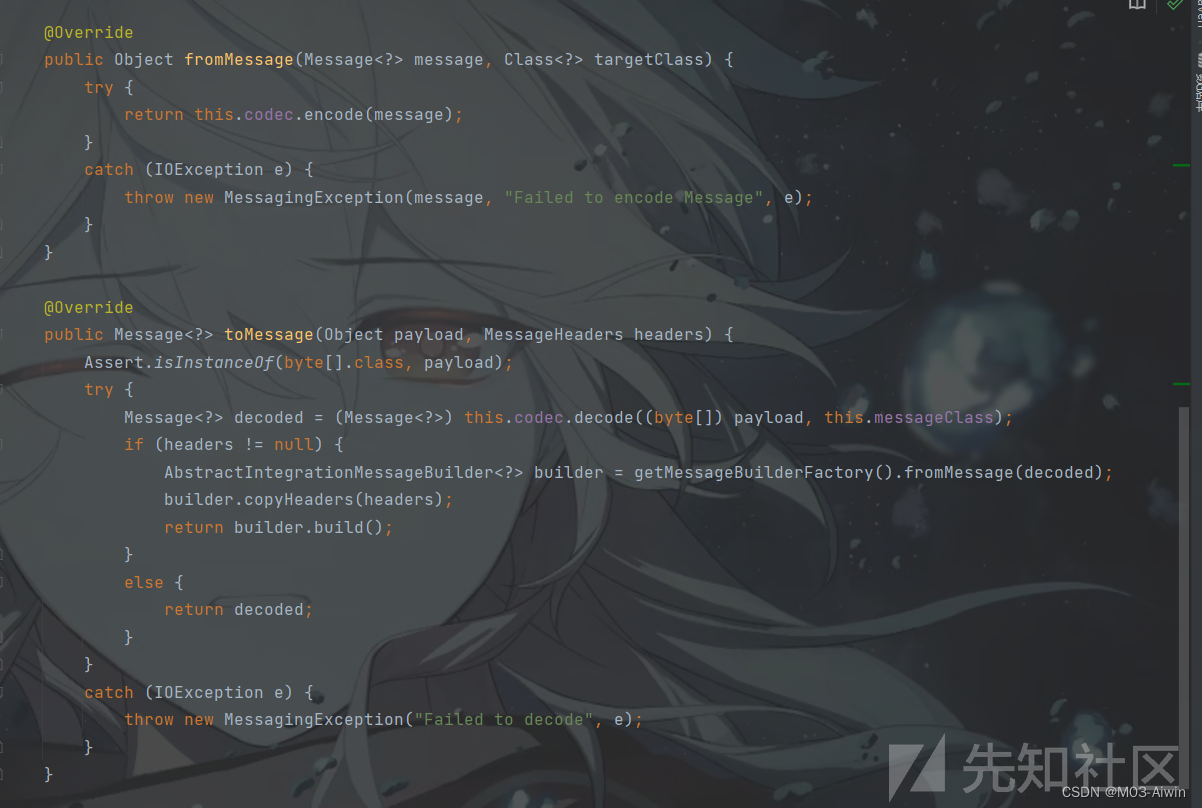 @Override
public Object fromMessage(Message<?> message, Class<?> targetClass) {
    try {
        return this.codec.encode(message);
    }
    catch (IOException e) {
        throw new MessagingException(message, "Failed to encode Message", e);
    }
}
@Override
public Message<?> toMessage(Object payload, MessageHeaders headers) {
    Assert.isInstanceOf(byte[].class, payload);
    try {
        Message<?> decoded = (Message<?>) this.codec.decode((byte[]) payload, this.messageClass);
        if (headers != null) {
            AbstractIntegrationMessageBuilder<?> builder = getMessageBuilderFactory().fromMessage(decoded);
            builder.copyHeaders(headers);
            return builder.build();
        }
        else {
            return decoded;
        }
    }
    catch (IOException e) {
        throw new MessagingException("Failed to decode", e);
    }
}
先知社区
CSDN @M03-Aiwin